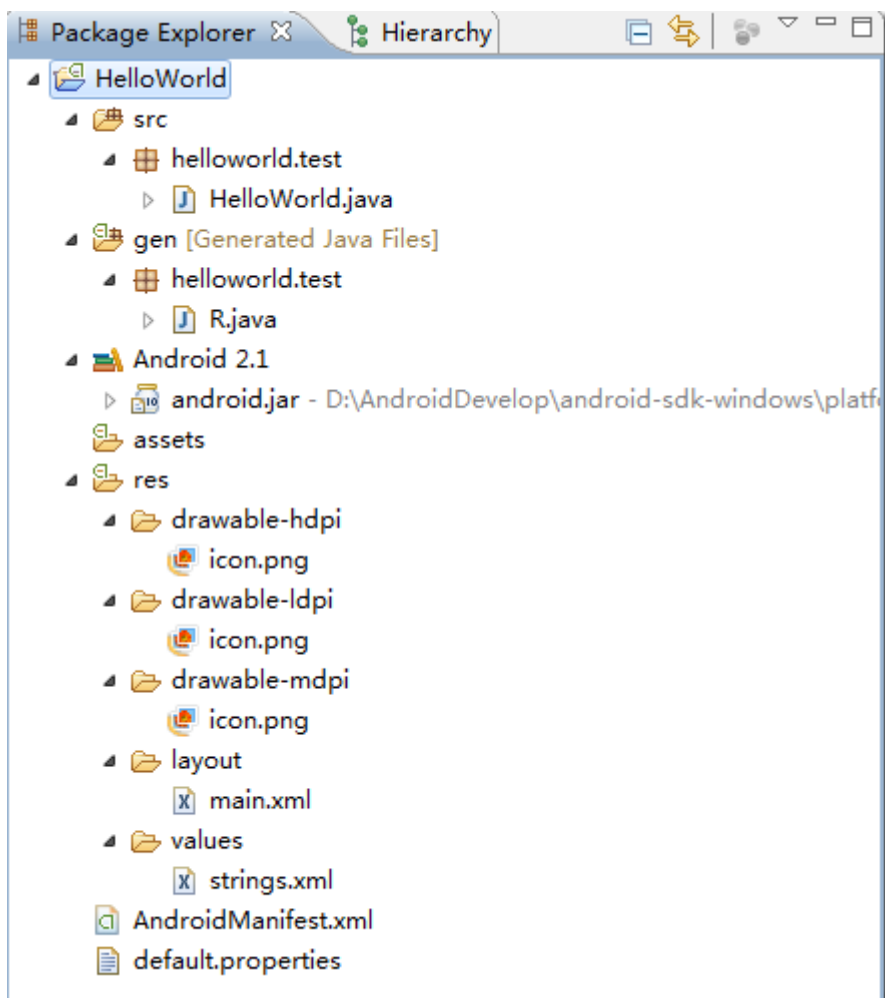 Package Explorer Hierarchy
HelloWorld
src
helloworld.test
HelloWorld.java
gen [Generated Java Files]
helloworld.test
R.java
Android 2.1
android.jar - D:\AndroidDevelop\android-sdk-windows\platf
assets
res
drawable-hdpi
icon.png
drawable-ldpi
icon.png
drawable-mdpi
icon.png
layout
main.xml
values
strings.xml
AndroidManifest.xml
default.properties